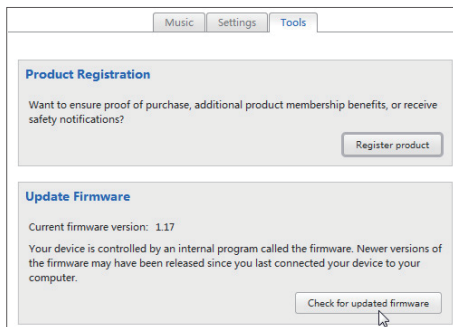 Music Settings Tools
Product Registration
Want to ensure proof of purchase, additional product membership benefits, or receive
safety notifications?
Register product
Update Firmware
Current firmware version: 1.17
Your device is controlled by an internal program called the firmware. Newer versions of
the firmware may have been released since you last connected your device to your
computer.
Check for updated firmware